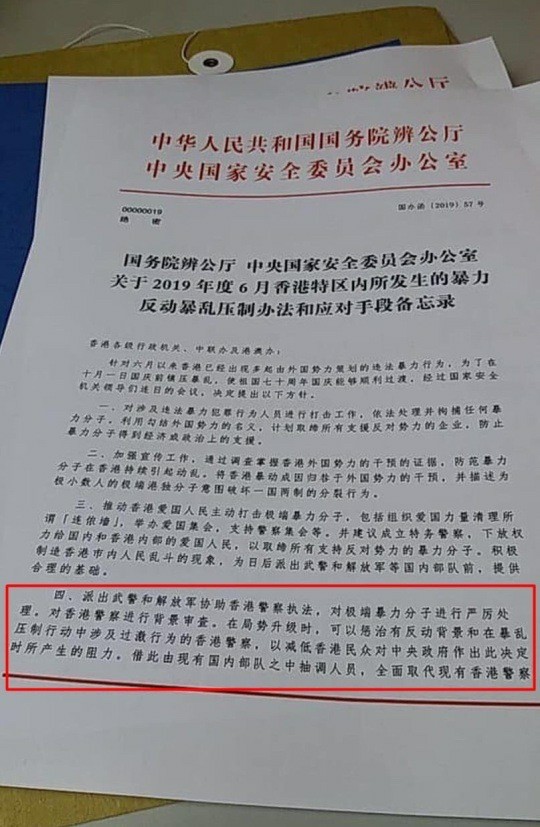 办公厅
中华人民共和国国务院辨公厅
中央国家安全委员会办公室
00000019
国办函（2019）57号
绝 密
国务院辨公厅 中央国家安全委员会办公室
关于 2019 年度 6 月香港特区内所发生的暴力
反动暴乱压制办法和应对手段备忘录
香港各级行政机关、中联办及港澳办：
针对六月以来香港已经出现多起由外国势力策划的违法暴力行为，为了在
十月一日国庆前镇压暴乱，使祖国七十周年国庆能够顺利过渡，经过国家安全
机关领导们连日的会议，决定提出以下方针。
一、对涉及违法暴力犯罪行为人员进行打击工作，依法处理并拘捕任何暴
力分子。利用勾结外国势力的名义，计划取缔所有支援反对势力的企业，防止
暴力分子得到经济或政治上的支援。
二、加强宣传工作，通过调查掌握香港外国势力的干预的证据，防范暴力
分子在香港持续引起动乱。将香港暴动成因归咎于外国势力的干预，并描述为
极小数人的极端港独分子意图破坏一国两制的分裂行为。
三、推动香港爱国人民主动打击极端暴力分子，包括组织爱国力量清理所
谓「连侬墙」，举办爱国集会，支持警察集会等。并建议成立特务警察，下放权
力给国内和香港内部的爱国人民，以取缔所有支持反对势力的暴力分子。积极
制造香港市内人民乱斗的现象，为日后派出武警和解放军等国内部队前，提供
合理的基础。
四、派出武警和解放军协助香港警察执法，对极端暴力分子进行严厉处
理。对香港警察进行背景审查。在局势升级时，可以惩治有反动背景和在暴乱
压制行动中涉及过激行为的香港警察，以减低香港民众对中央政府作出此决定
时所产生的阻力。借此由现有国内部队之中抽调人员，全面取代现有香港警察